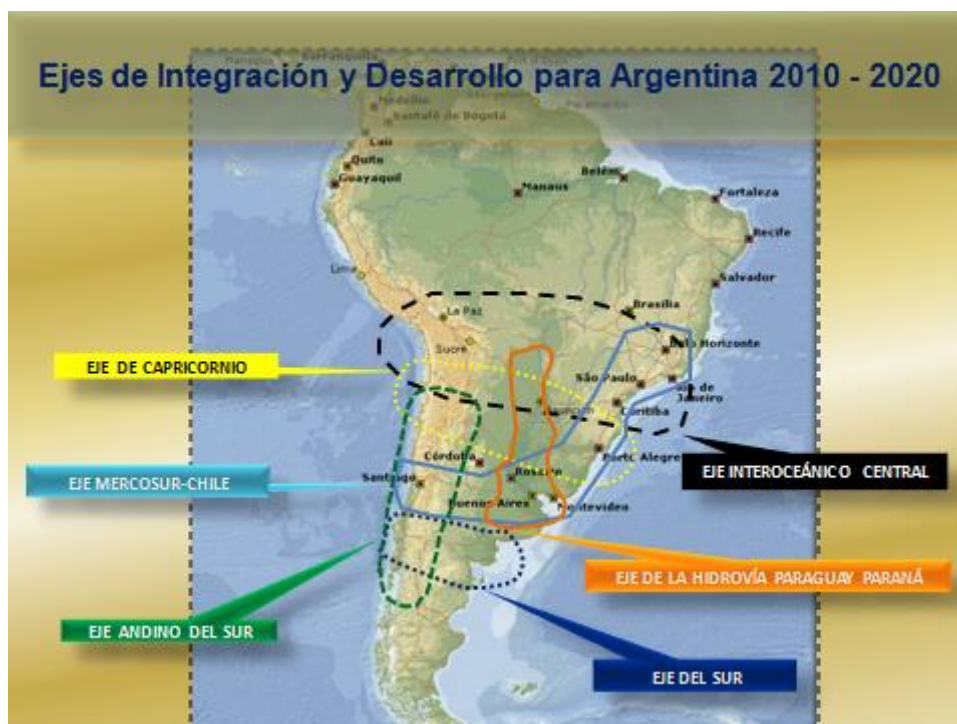 Ejes de Integración y Desarrollo para Argentina 2010 - 2020
Barranquilla
Medellín
Santafé de Bogotá
Cali
Quito
Guayaquil
Belém
Manaus
Fortaleza
Recife
Lima
Salvador
La Paz
Brasília
Sucre
Belo Horizonte
EJE DE CAPRICORNIO
São Paulo
Rio de Janeiro
Curitiba
Córdoba
Porto Alegre
EJE INTEROCEÁNICO CENTRAL
Santiago
Rosario
EJE MERCOSUR-CHILE
Buenos Aires
Montevideo
EJE DE LA HIDROVÍA PARAGUAY PARANÁ
EJE ANDINO DEL SUR
EJE DEL SUR